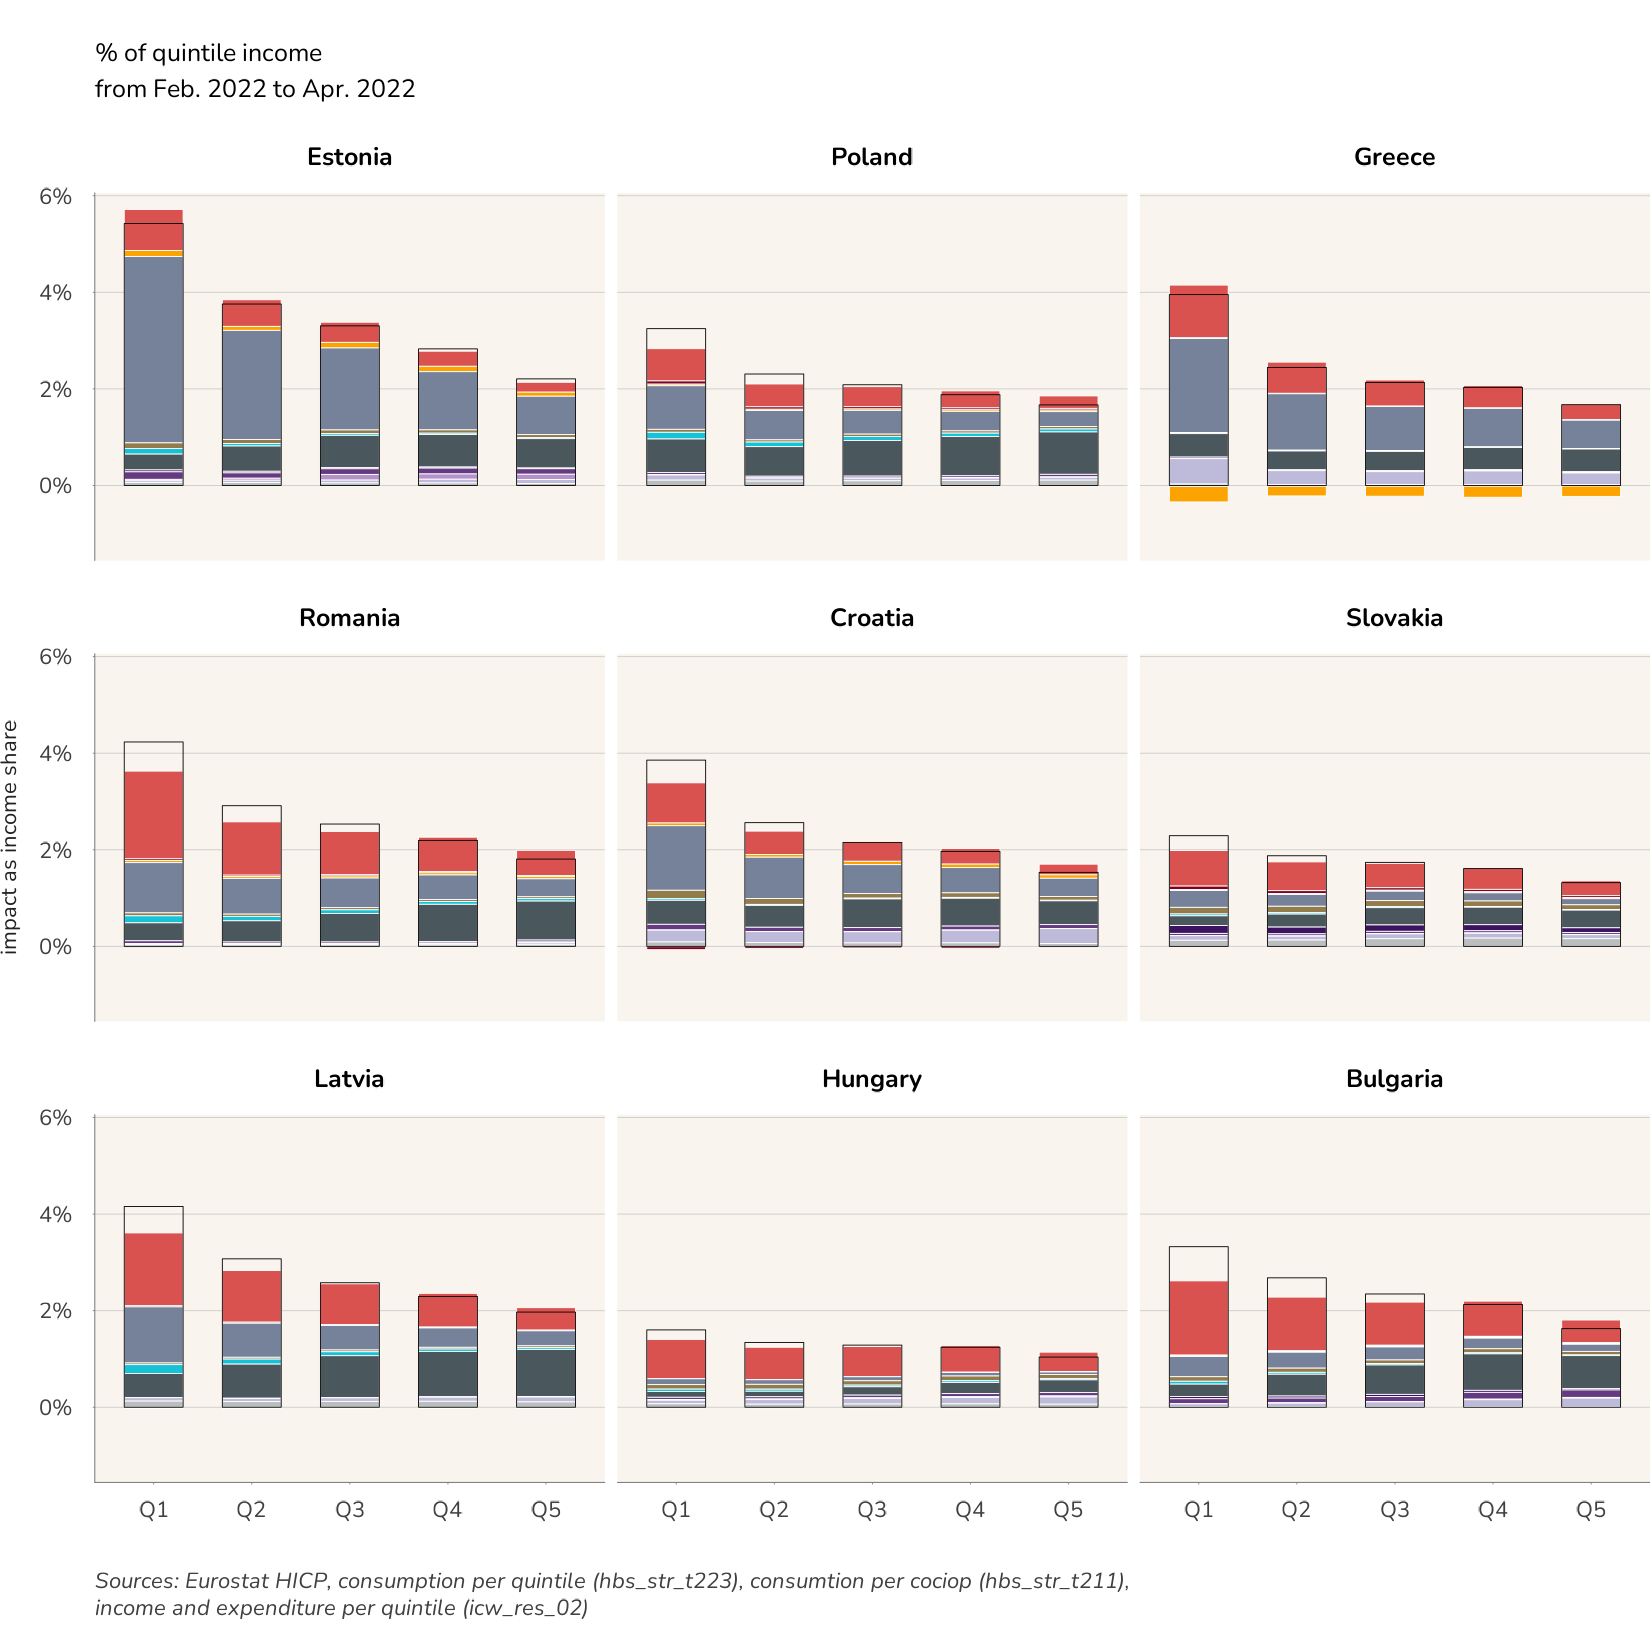 % of quintile income
from Feb. 2022 to Apr. 2022
Estonia
Poland
Greece
6%
4%
2%
0%
Romania
Croatia
Slovakia
6%
4%
2%
0%
impact as income share
Latvia
Hungary
Bulgaria
6%
4%
2%
0%
Q1 Q2 Q3 Q4 Q5
Q1 Q2 Q3 Q4 Q5
Q1 Q2 Q3 Q4 Q5
Sources: Eurostat HICP, consumption per quintile (hbs_str_t223), consumtion per cociop (hbs_str_t211),
income and expenditure per quintile (icw_res_02)